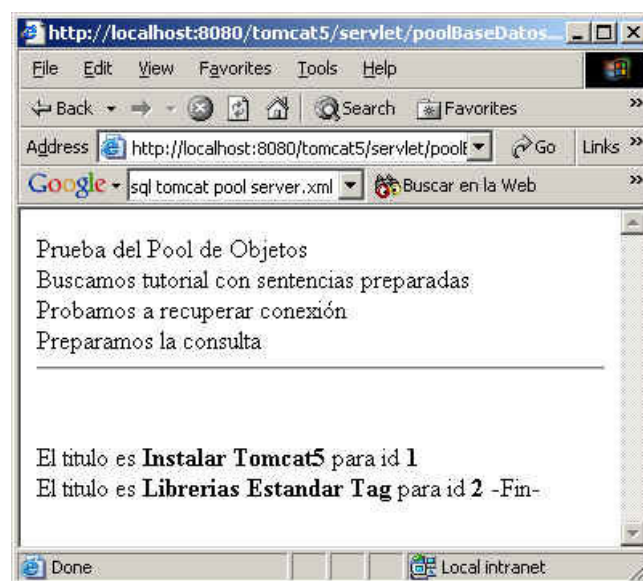 http://localhost:8080/tomcat5/servlet/poolBaseDatos...
File Edit View Favorites Tools Help
Back Search Favorites »
Address http://localhost:8080/tomcat5/servlet/pool Go Links »
Google sql tomcat pool server.xml Buscar en la Web »
Prueba del Pool de Objetos
Buscamos tutorial con sentencias preparadas
Probamos a recuperar conexión
Preparamos la consulta
El titulo es Instalar Tomcat5 para id 1
El titulo es Librerias Estandar Tag para id 2 -Fin-
Done Local intranet